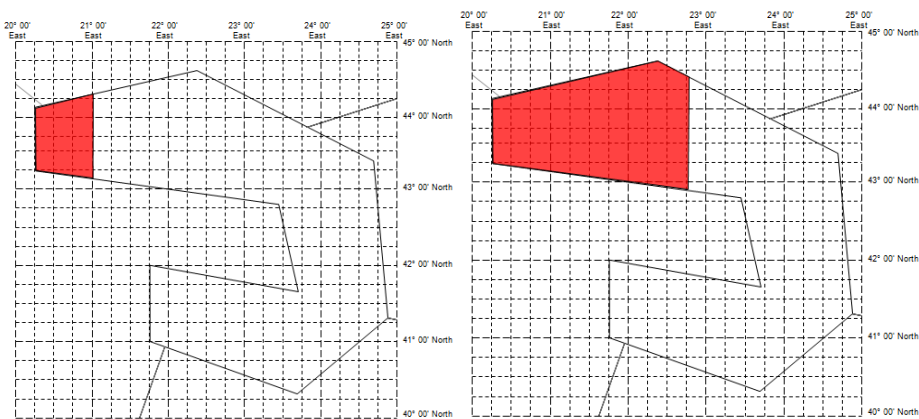 20° 00' East
21° 00' East
22° 00' East
23° 00' East
24° 00' East
25° 00' East
45° 00' North
44° 00' North
43° 00' North
42° 00' North
41° 00' North
40° 00' North
20° 00' East
21° 00' East
22° 00' East
23° 00' East
24° 00' East
25° 00' East
45° 00' North
44° 00' North
43° 00' North
42° 00' North
41° 00' North
40° 00' North